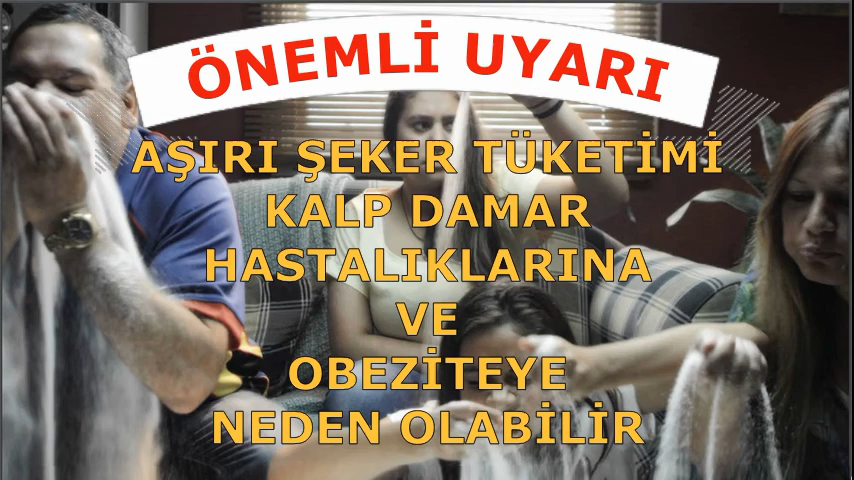 ÖNEMLİ UYARI
AŞIRI ŞEKER TÜKETİMİ
KALP DAMAR
HASTALIKLARINA
VE
OBEZİTEYE
NEDEN OLABİLİR